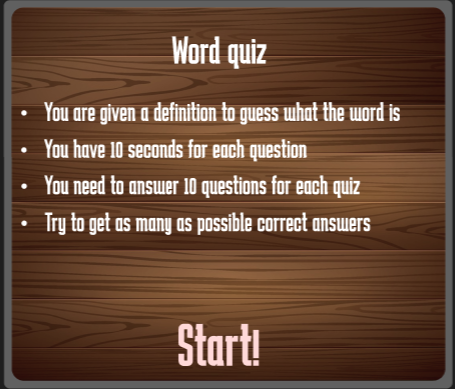 Word quiz
• You are given a definition to guess what the word is
• You have 10 seconds for each question
• You need to answer 10 questions for each quiz
• Try to get as many as possible correct answers
Start!